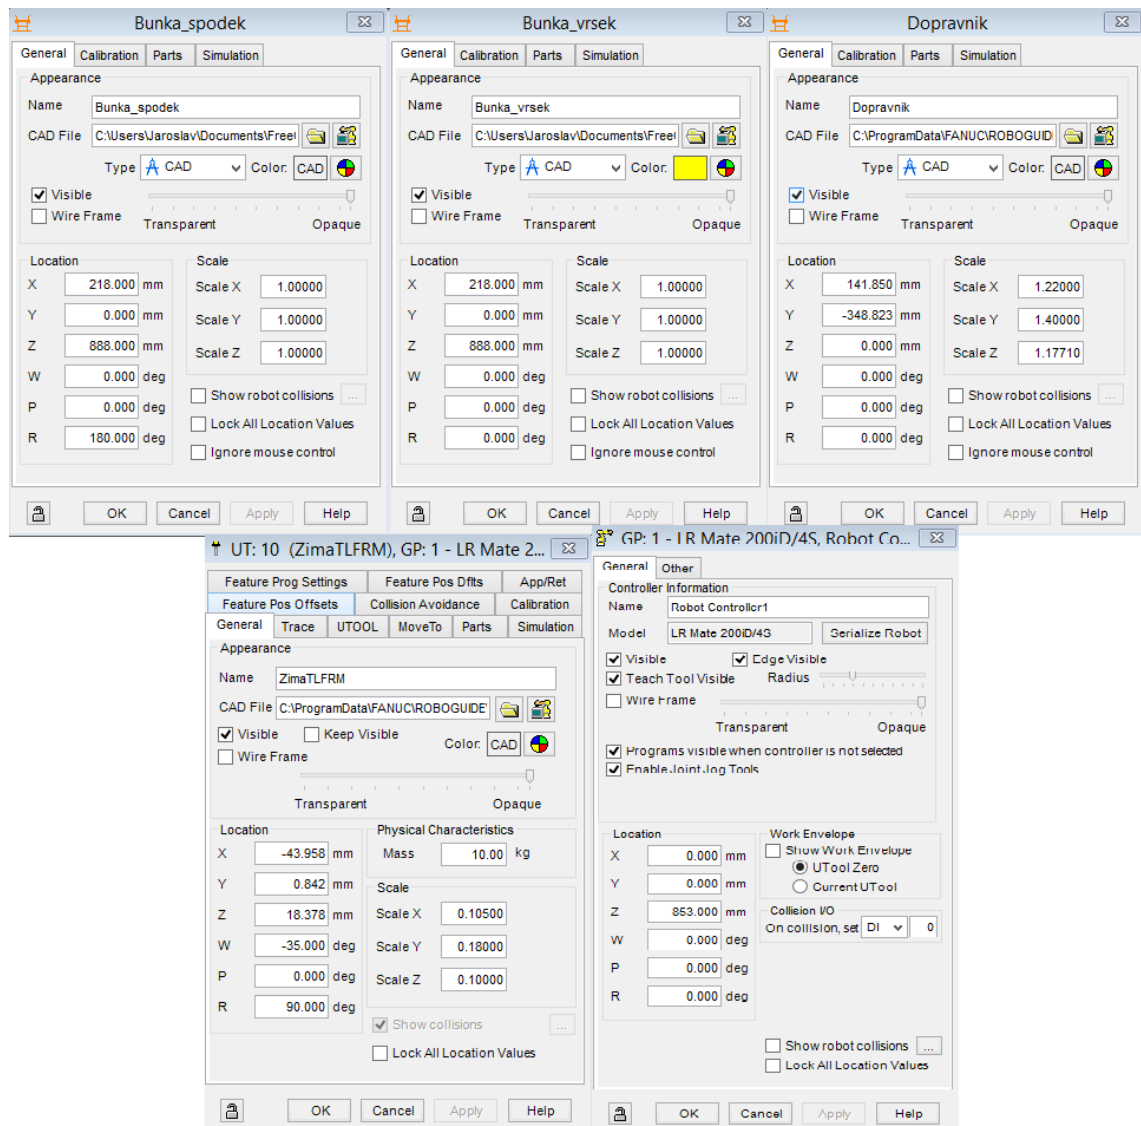 Bunka_spodek
General Calibration Parts Simulation
Appearance
Name Bunka_spodek
CAD File C:\Users\Jaroslav\Documents\Free
Type CAD Color: CAD
Visible
Wire Frame
Transparent Opaque
Location Scale
X 218.000 mm Scale X 1.00000
Y 0.000 mm Scale Y 1.00000
Z 888.000 mm Scale Z 1.00000
W 0.000 deg
Show robot collisions ...
P 0.000 deg
Lock All Location Values
R 180.000 deg
Ignore mouse control
OK Cancel Apply Help
Bunka_vrsek
General Calibration Parts Simulation
Appearance
Name Bunka_vrsek
CAD File C:\Users\Jaroslav\Documents\Free
Type CAD Color:
Visible
Wire Frame
Transparent Opaque
Location Scale
X 218.000 mm Scale X 1.00000
Y 0.000 mm Scale Y 1.00000
Z 888.000 mm Scale Z 1.00000
W 0.000 deg
Show robot collisions ...
P 0.000 deg
Lock All Location Values
R 0.000 deg
Ignore mouse control
OK Cancel Apply Help
Dopravnik
General Calibration Parts Simulation
Appearance
Name Dopravnik
CAD File C:\ProgramData\FANUC\ROBOGUID
Type CAD Color: CAD
Visible
Wire Frame
Transparent Opaque
Location Scale
X 141.850 mm Scale X 1.22000
Y -348.823 mm Scale Y 1.40000
Z 0.000 mm Scale Z 1.17710
W 0.000 deg
Show robot collisions ...
P 0.000 deg
Lock All Location Values
R 0.000 deg
Ignore mouse control
OK Cancel Apply Help
UT: 10 (ZimaTLFRM), GP: 1 - LR Mate 2...
Feature Prog Settings Feature Pos Dflts App/Ret
Feature Pos Offsets Collision Avoidance Calibration
General Trace UTOOL MoveTo Parts Simulation
Appearance
Name ZimaTLFRM
CAD File C:\ProgramData\FANUC\ROBOGUIDE
Visible Keep Visible
Color: CAD
Wire Frame
Transparent Opaque
Location Physical Characteristics
X -43.958 mm Mass 10.00 kg
Y 0.842 mm Scale
Z 18.378 mm Scale X 0.10500
W -35.000 deg Scale Y 0.18000
P 0.000 deg Scale Z 0.10000
R 90.000 deg
Show collisions ...
Lock All Location Values
OK Cancel Apply Help
GP: 1 - LR Mate 200iD/4S, Robot Co...
General Other
Controller Information
Name Robot Controller1
Model LR Mate 200iD/4S Serialize Robot
Visible Edge Visible
Teach Tool Visible Radius
Wire Frame
Transparent Opaque
Programs visible when controller is not selected
Enable Joint Jog Tools
Location Work Envelope
X 0.000 mm Show Work Envelope
UTool Zero
Y 0.000 mm Current UTool
Z 853.000 mm Collision I/O
On collision, set DI 0
W 0.000 deg
P 0.000 deg
R 0.000 deg
Show robot collisions ...
Lock All Location Values
OK Cancel Apply Help